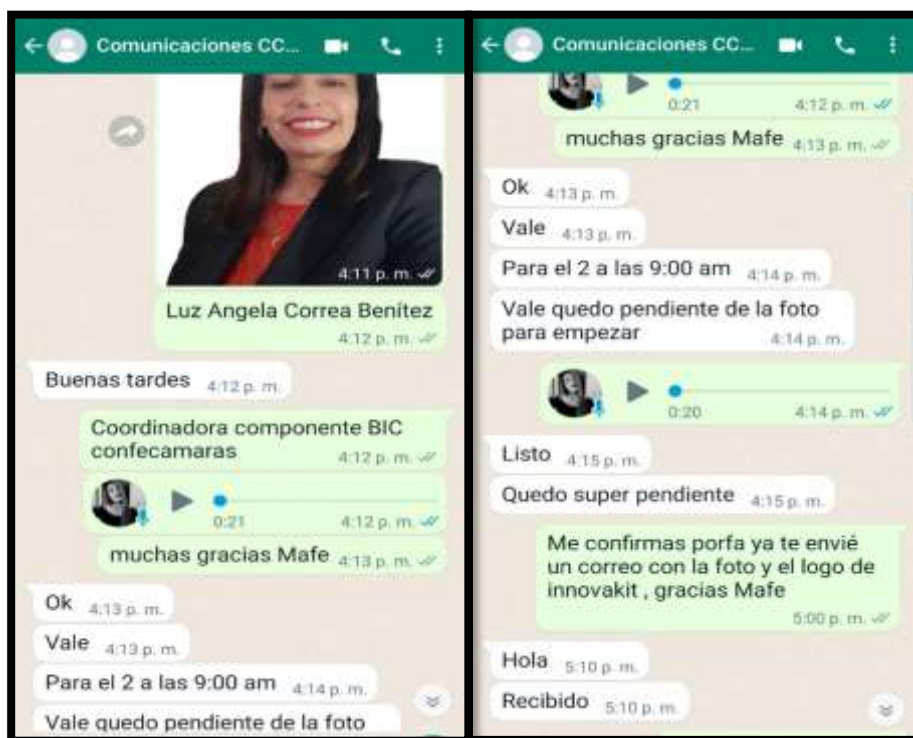 Comunicaciones CC...
4:11 p. m.
Luz Angela Correa Benítez
4:12 p. m.
Buenas tardes 4:12 p. m.
Coordinadora componente BIC
confecamaras 4:12 p. m.
0:21 4:12 p. m.
muchas gracias Mafe 4:13 p. m.
Ok 4:13 p. m.
Vale 4:13 p. m.
Para el 2 a las 9:00 am 4:14 p. m.
Vale quedo pendiente de la foto
Comunicaciones CC...
0:21 4:12 p. m.
muchas gracias Mafe 4:13 p. m.
Ok 4:13 p. m.
Vale 4:13 p. m.
Para el 2 a las 9:00 am 4:14 p. m.
Vale quedo pendiente de la foto
para empezar 4:14 p. m.
0:20 4:14 p. m.
Listo 4:15 p. m.
Quedo super pendiente 4:15 p. m.
Me confirmas porfa ya te envié
un correo con la foto y el logo de
innovakit , gracias Mafe
5:00 p. m.
Hola 5:10 p. m.
Recibido 5:10 p. m.